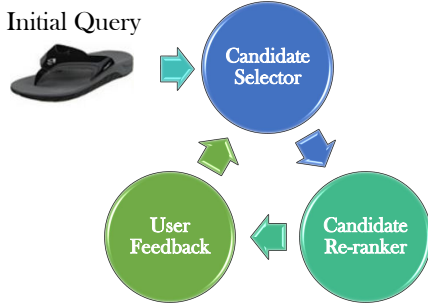 Initial Query
Candidate
Selector
User
Feedback
Candidate
Re-ranker